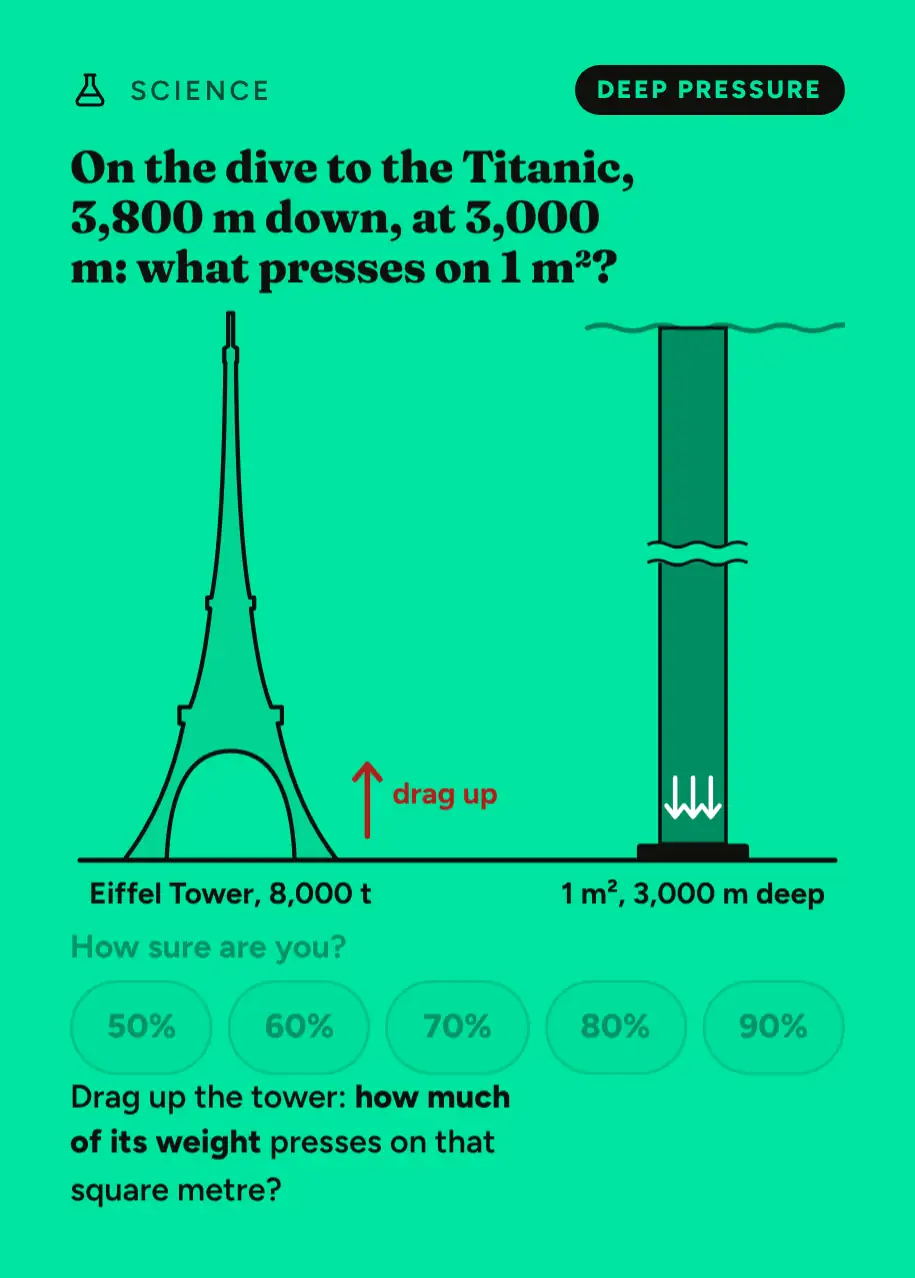 SCIENCE
DEEP PRESSURE
On the dive to the Titanic,
3,800 m down, at 3,000
m: what presses on 1 m²?
drag up
Eiffel Tower, 8,000 t
1 m², 3,000 m deep
How sure are you?
50%
60%
70%
80%
90%
Drag up the tower: how much
of its weight presses on that
square metre?